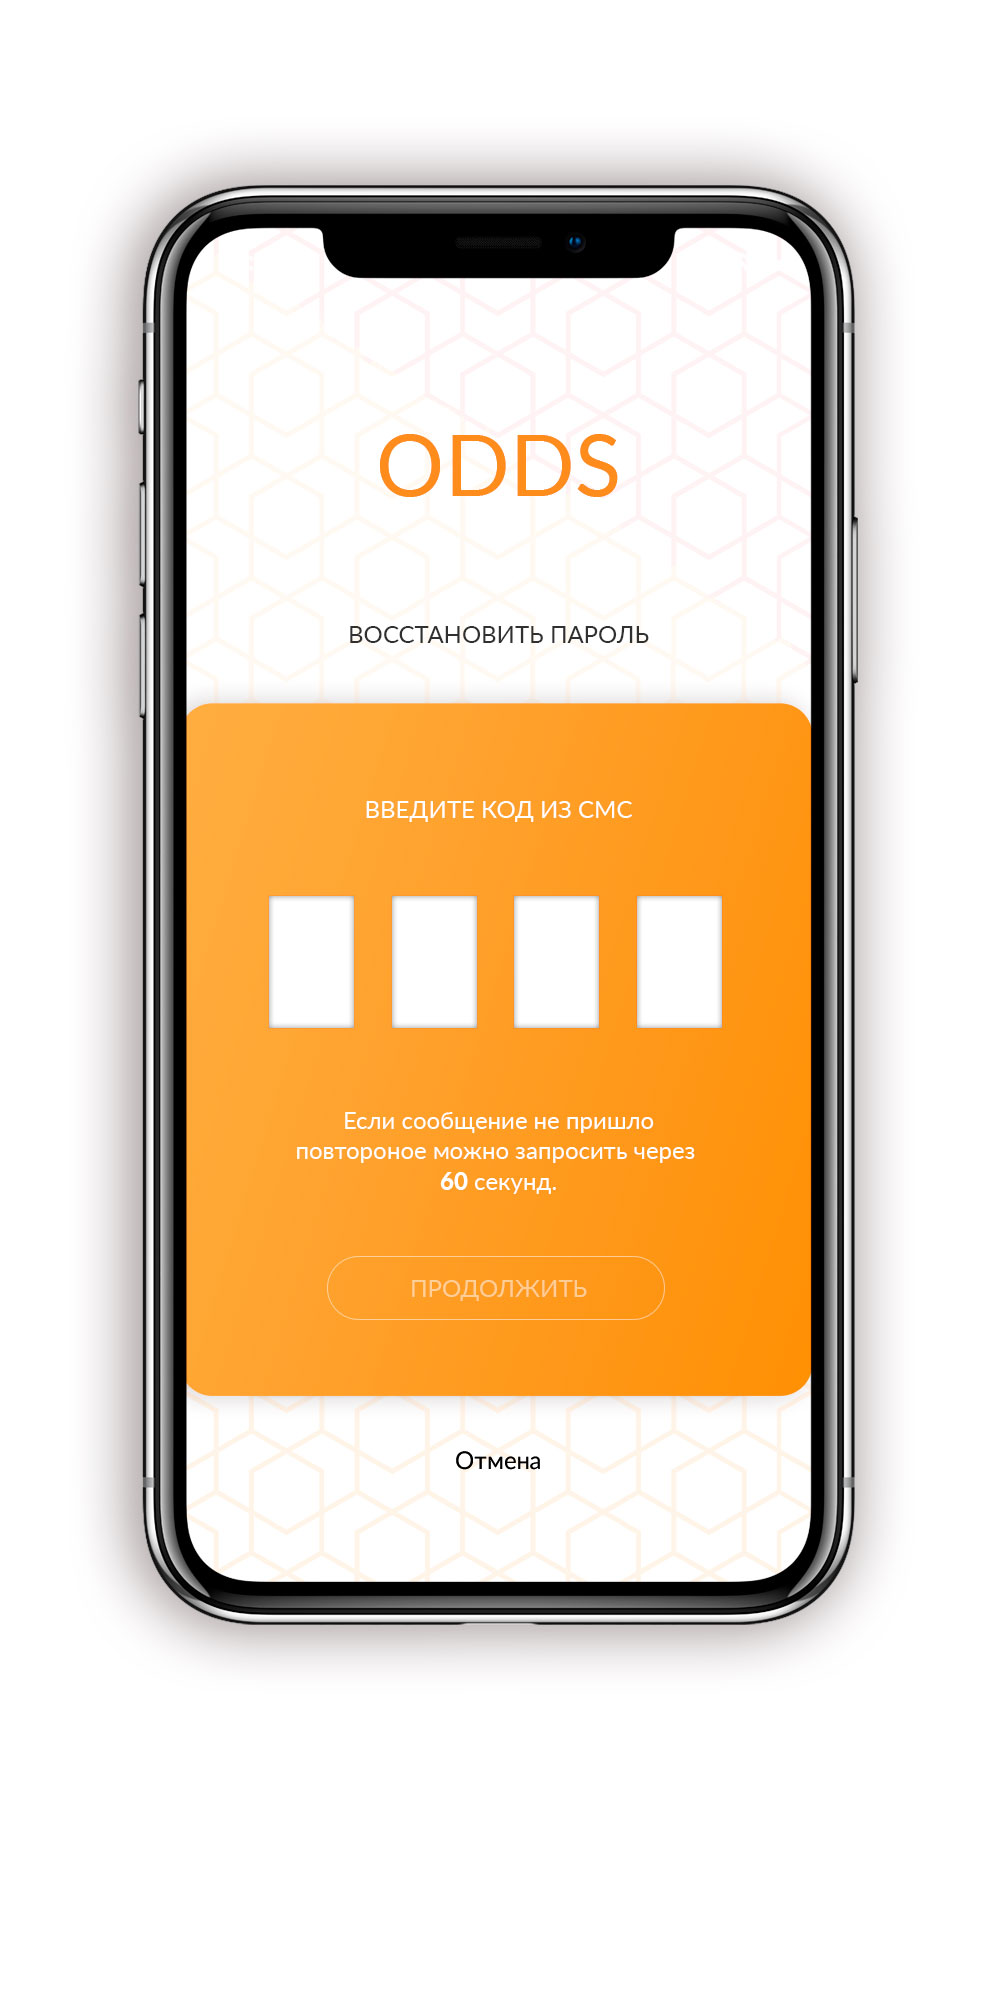 ODDS
ВОССТАНОВИТЬ ПАРОЛЬ
ВВЕДИТЕ КОД ИЗ СМС
Если сообщение не пришло
повтороное можно запросить через
60 секунд.
ПРОДОЛЖИТЬ
Отмена